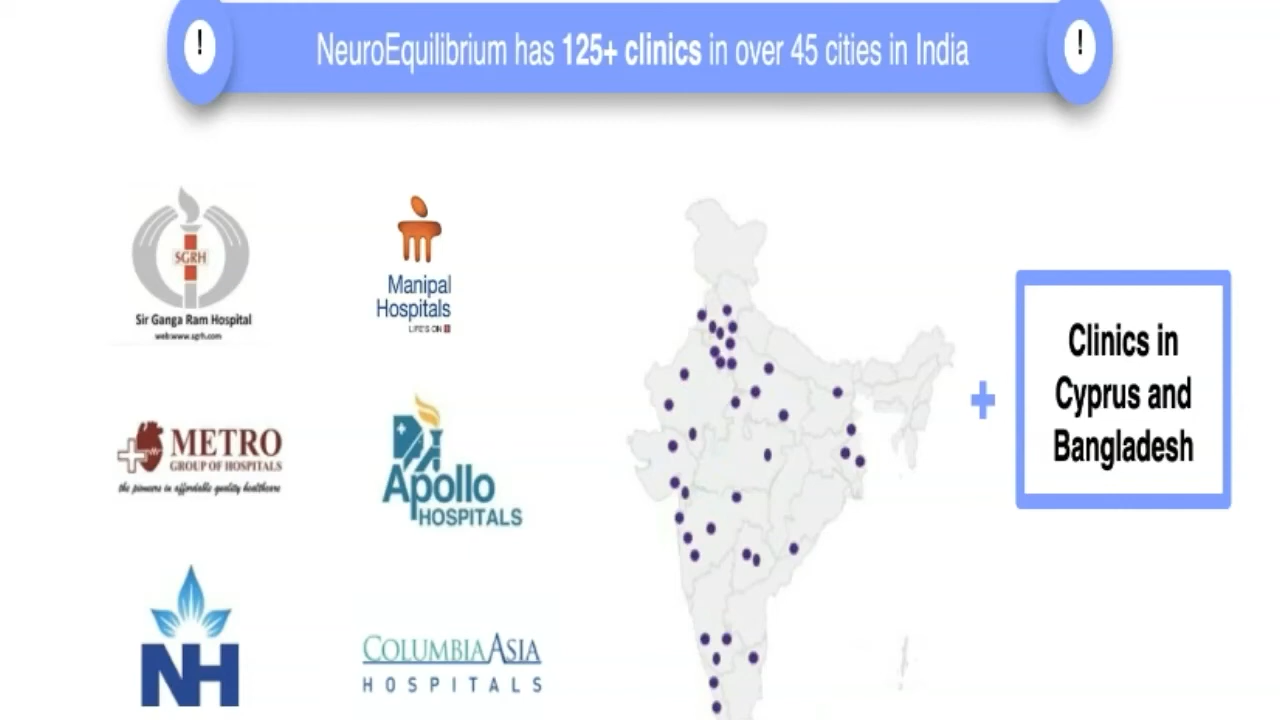 ! NeuroEquilibrium has 125+ clinics in over 45 cities in India !
SGRH
Sir Ganga Ram Hospital
web:www.sgrh.com
Manipal
Hospitals
LIFE'S ON
METRO
GROUP OF HOSPITALS
the pioneers in affordable quality healthcare
Apollo
HOSPITALS
NH
COLUMBIA ASIA
HOSPITALS
+
Clinics in
Cyprus and
Bangladesh